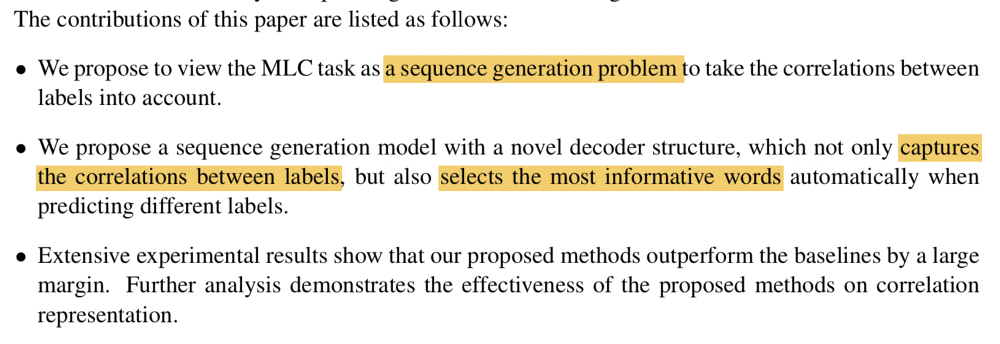 The contributions of this paper are listed as follows:
• We propose to view the MLC task as a sequence generation problem to take the correlations between
labels into account.
• We propose a sequence generation model with a novel decoder structure, which not only captures
the correlations between labels, but also selects the most informative words automatically when
predicting different labels.
• Extensive experimental results show that our proposed methods outperform the baselines by a large
margin. Further analysis demonstrates the effectiveness of the proposed methods on correlation
representation.